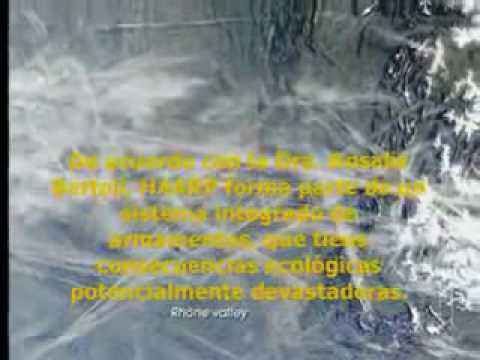 De acuerdo con la Dra. Rosalie
Bertell, HAARP forma parte de un
sistema integrado de
armamentos, que tiene
consecuencias ecológicas
potencialmente devastadoras.
Rhône valley